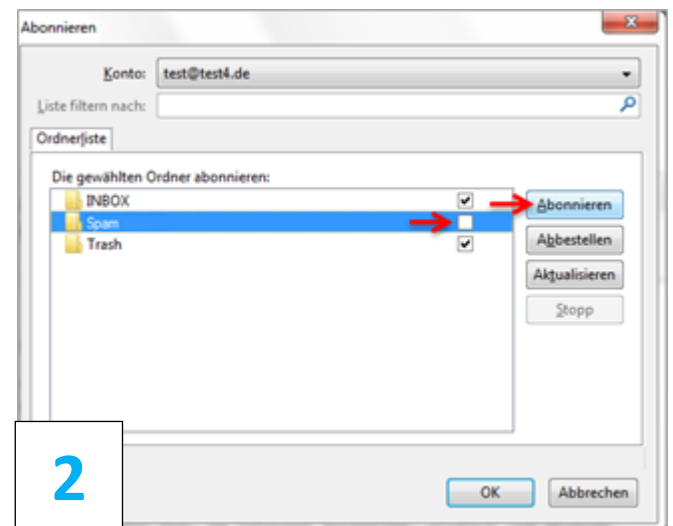 Abonnieren
Konto: test@test4.de
Liste filtern nach:
Ordnerliste
Die gewählten Ordner abonnieren:
INBOX
Abonnieren
Spam
Trash
Abbestellen
Aktualisieren
Stopp
2
OK Abbrechen